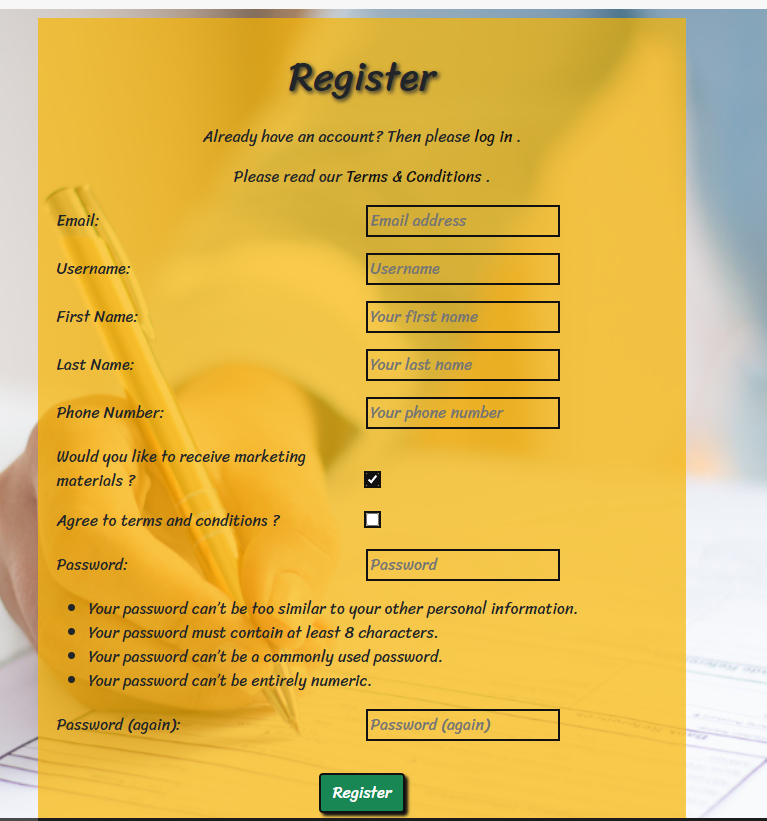 Register
Already have an account? Then please log in .
Please read our Terms & Conditions .
Email: Email address
Username: Username
First Name: Your first name
Last Name: Your last name
Phone Number: Your phone number
Would you like to receive marketing
materials ?
Agree to terms and conditions ?
Password: Password
Your password can't be too similar to your other personal information.
Your password must contain at least 8 characters.
Your password can't be a commonly used password.
Your password can't be entirely numeric.
Password (again): Password (again)
Register